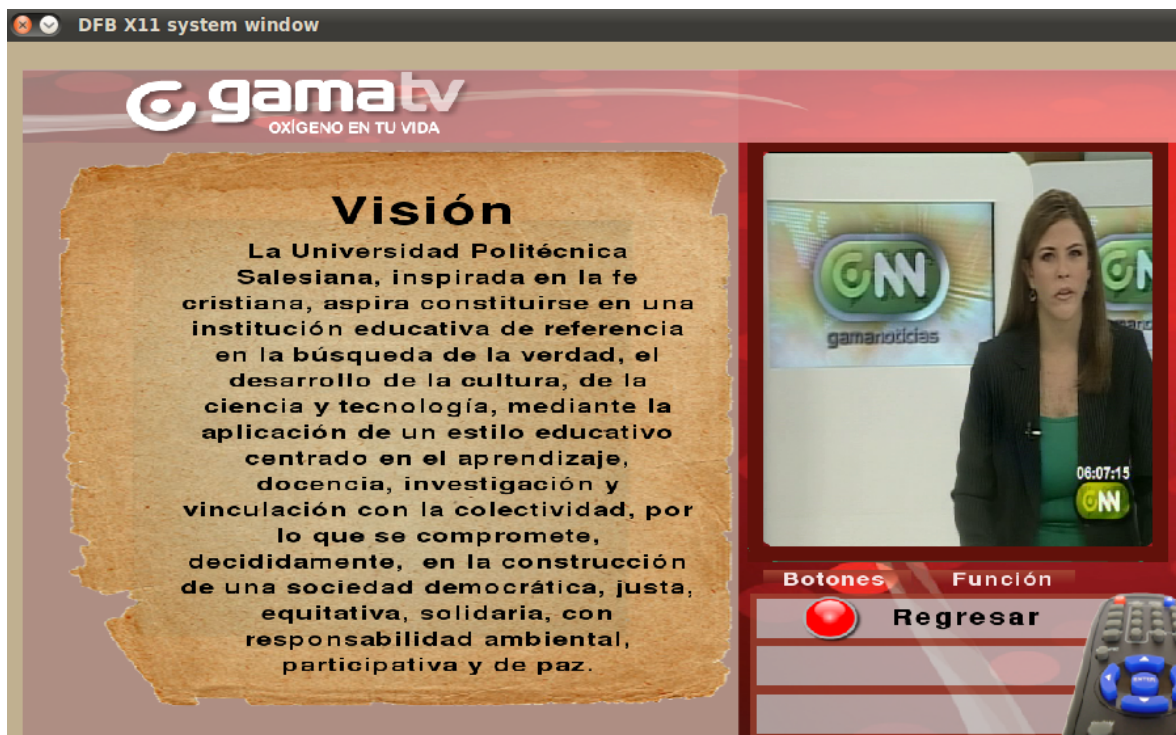 DFB X11 system window
gamatv
OXÍGENO EN TU VIDA
Visión
La Universidad Politécnica
Salesiana, inspirada en la fe
cristiana, aspira constituirse en una
institución educativa de referencia
en la búsqueda de la verdad, el
desarrollo de la cultura, de la
ciencia y tecnología, mediante la
aplicación de un estilo educativo
centrado en el aprendizaje,
docencia, investigación y
vinculación con la colectividad, por
lo que se compromete,
decididamente, en la construcción
de una sociedad democrática, justa,
equitativa, solidaria, con
responsabilidad ambiental,
participativa y de paz.
GN
gamanoticias
06:07:15
GN
Botones Función
Regresar
ENTER